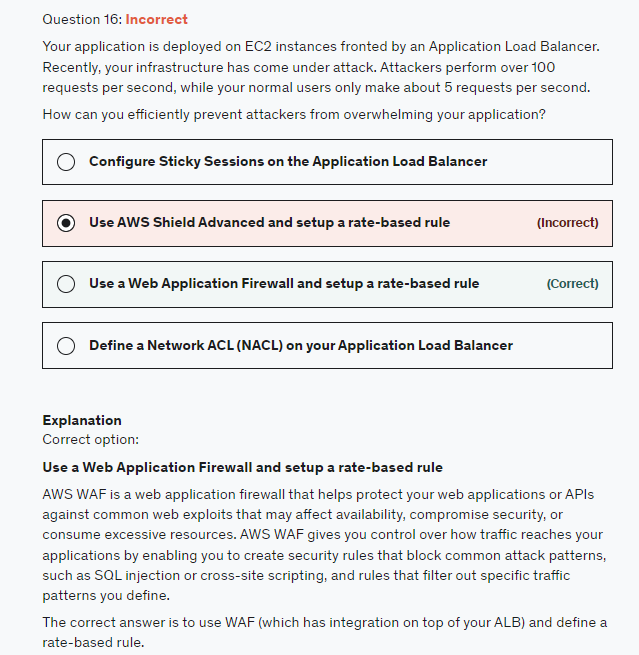 Question 16: Incorrect
Your application is deployed on EC2 instances fronted by an Application Load Balancer.
Recently, your infrastructure has come under attack. Attackers perform over 100
requests per second, while your normal users only make about 5 requests per second.
How can you efficiently prevent attackers from overwhelming your application?
Configure Sticky Sessions on the Application Load Balancer
Use AWS Shield Advanced and setup a rate-based rule (Incorrect)
Use a Web Application Firewall and setup a rate-based rule (Correct)
Define a Network ACL (NACL) on your Application Load Balancer
Explanation
Correct option:
Use a Web Application Firewall and setup a rate-based rule
AWS WAF is a web application firewall that helps protect your web applications or APIs
against common web exploits that may affect availability, compromise security, or
consume excessive resources. AWS WAF gives you control over how traffic reaches your
applications by enabling you to create security rules that block common attack patterns,
such as SQL injection or cross-site scripting, and rules that filter out specific traffic
patterns you define.
The correct answer is to use WAF (which has integration on top of your ALB) and define a
rate-based rule.